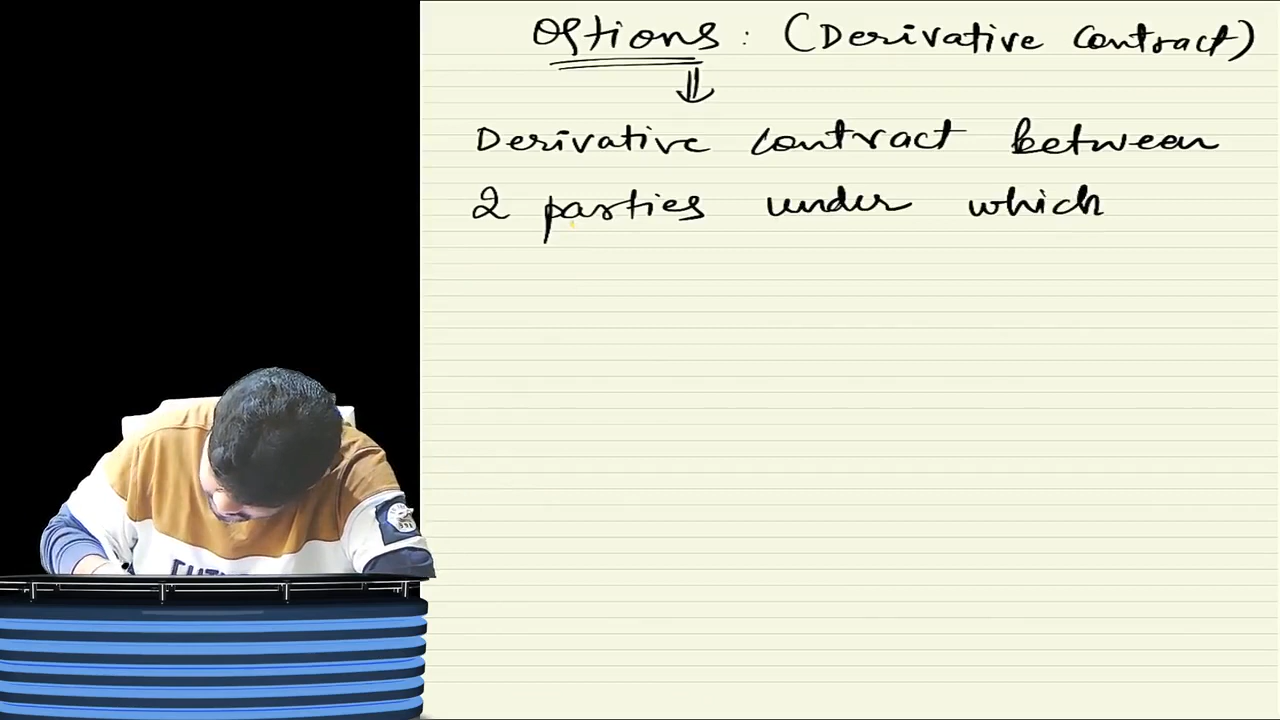 Options : (Derivative Contract)
Derivative Contract between
2 parties under which